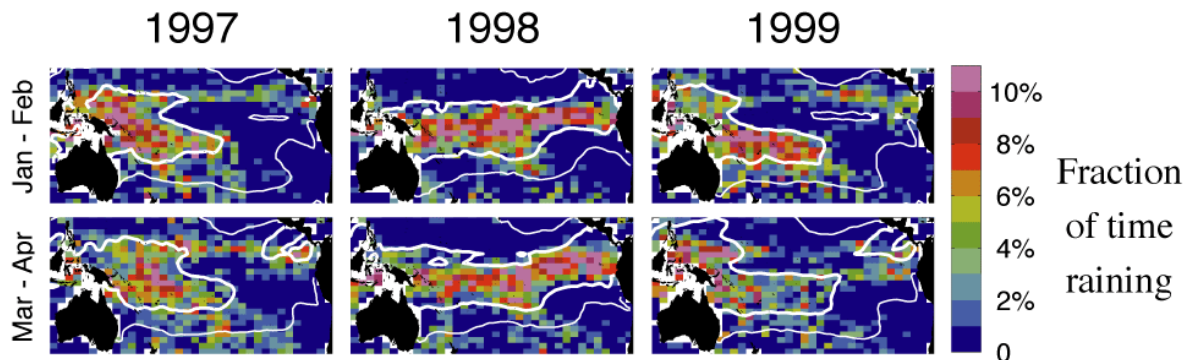 1997 1998 1999
Jan - Feb
Mar - Apr
10%
8%
6%
4%
2%
0
Fraction
of time
raining